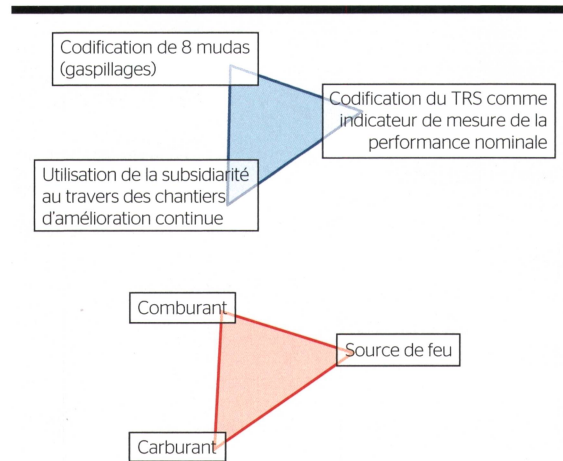 Codification de 8 mudas
(gaspillages)
Codification du TRS comme
indicateur de mesure de la
performance nominale
Utilisation de la subsidiarité
au travers des chantiers
d'amélioration continue
Comburant
Source de feu
Carburant